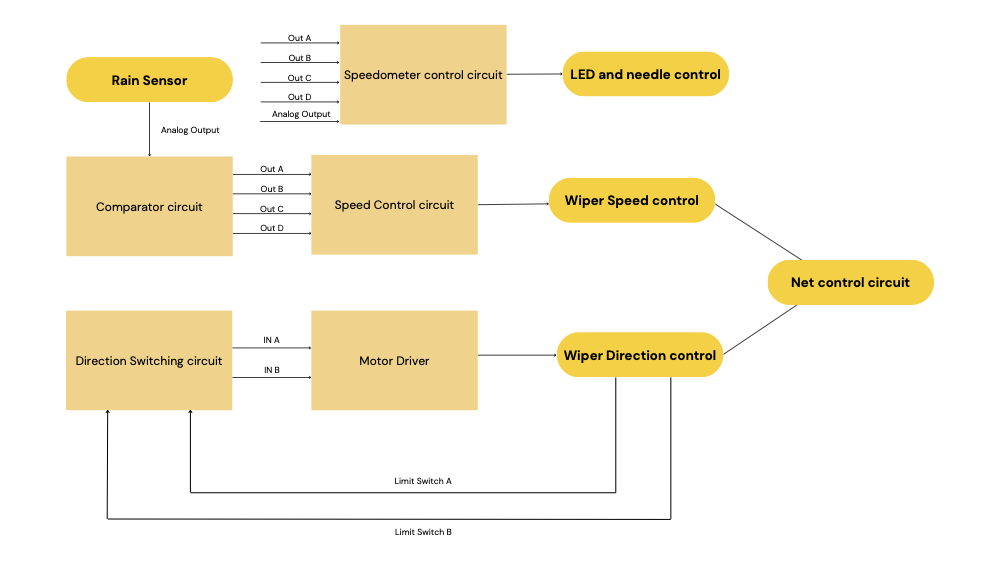 Out A
Out B
Out C
Out D
Analog Output
Speedometer control circuit
LED and needle control
Rain Sensor
Analog Output
Comparator circuit
Out A
Out B
Out C
Out D
Speed Control circuit
Wiper Speed control
Net control circuit
Direction Switching circuit
IN A
IN B
Motor Driver
Wiper Direction control
Limit Switch A
Limit Switch B